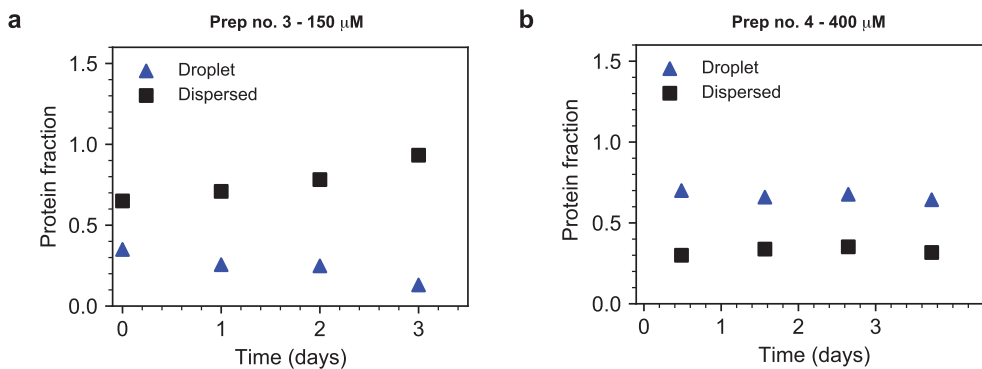 a
Prep no. 3 - 150 μM
Droplet
Dispersed
Protein fraction
1.5
1.0
0.5
0.0
0 1 2 3
Time (days)
b
Prep no. 4 - 400 μM
Droplet
Dispersed
Protein fraction
1.5
1.0
0.5
0.0
0 1 2 3
Time (days)